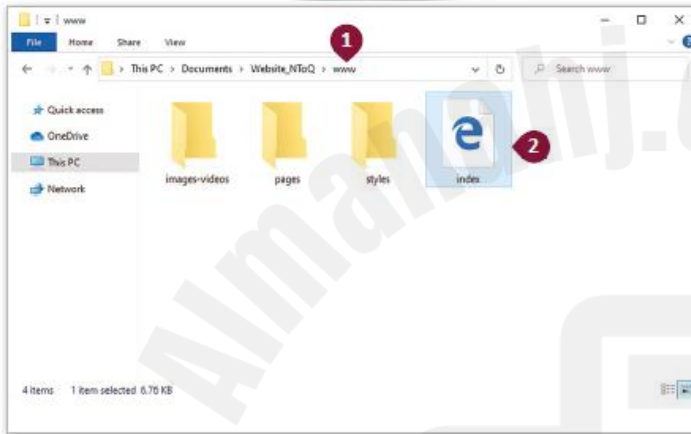 www
File Home Share View
1
This PC > Documents > Website_NToQ > www
Search www
Quick access
OneDrive
This PC
Network
images-videos pages styles index
2
4 items 1 item selected 6.76 KB
Almanahj.